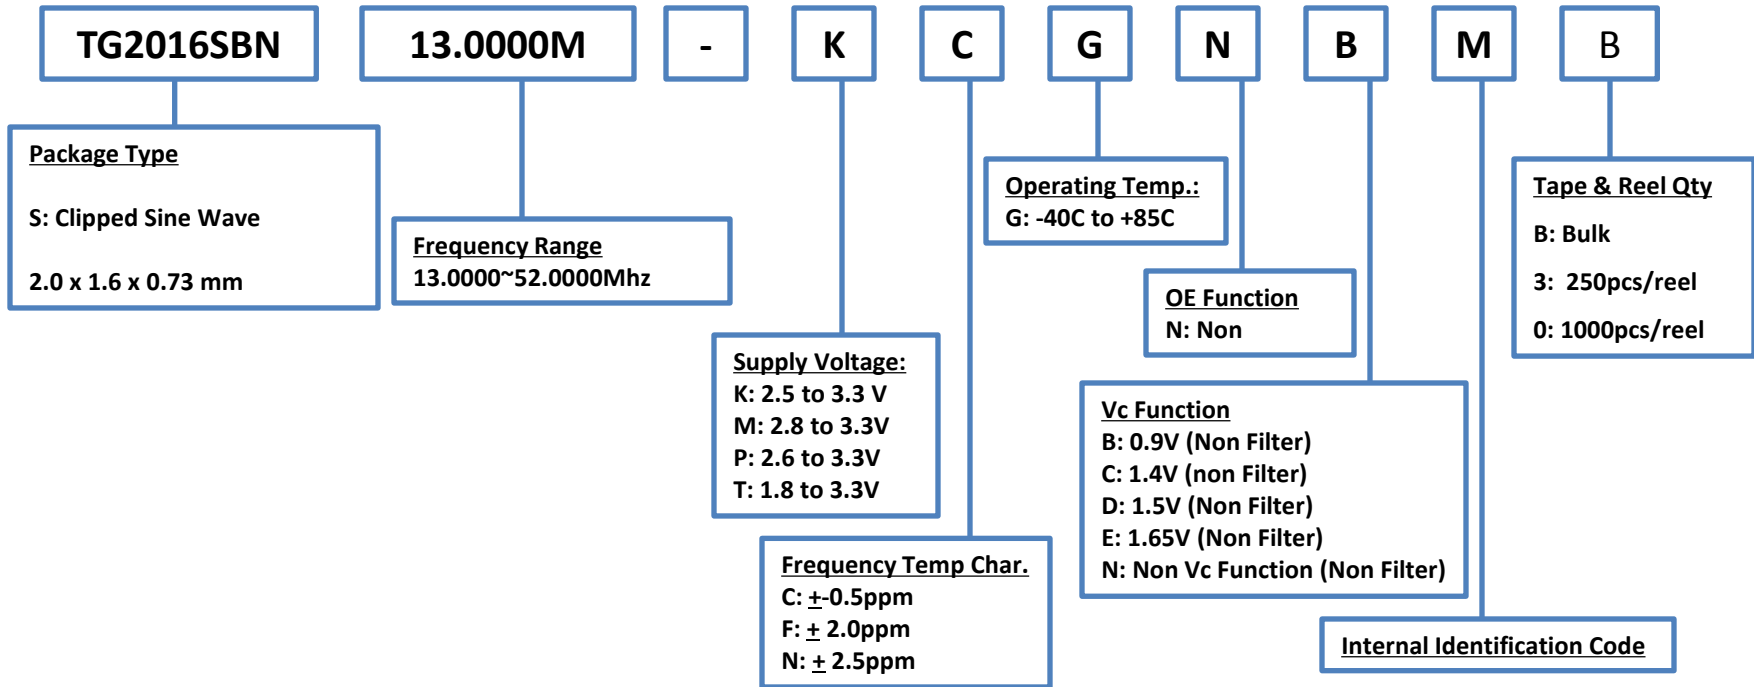 TG2016SBN 13.0000M - K C G N B M B
Package Type
S: Clipped Sine Wave
2.0 x 1.6 x 0.73 mm
Frequency Range
13.0000~52.0000Mhz
Supply Voltage:
K: 2.5 to 3.3 V
M: 2.8 to 3.3V
P: 2.6 to 3.3V
T: 1.8 to 3.3V
Frequency Temp Char.
C: +-0.5ppm
F: + 2.0ppm
N: + 2.5ppm
Operating Temp.:
G: -40C to +85C
OE Function
N: Non
Vc Function
B: 0.9V (Non Filter)
C: 1.4V (non Filter)
D: 1.5V (Non Filter)
E: 1.65V (Non Filter)
N: Non Vc Function (Non Filter)
Internal Identification Code
Tape & Reel Qty
B: Bulk
3:  250pcs/reel
0: 1000pcs/reel